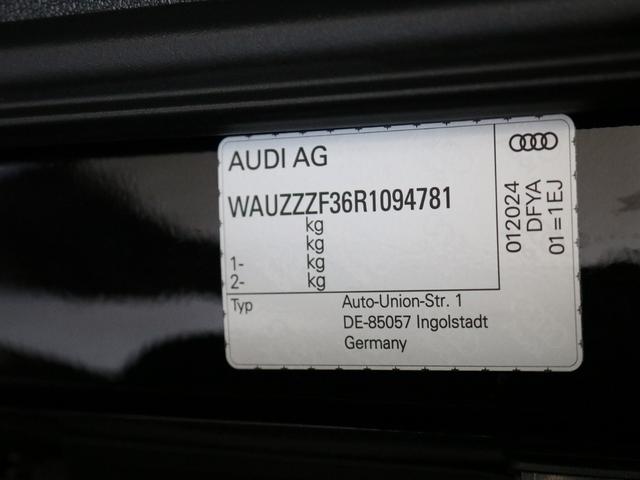 AUDI AG
WAUZZZF36R1094781
kg
kg
1- kg
2- kg
Typ
Auto-Union-Str. 1
DE-85057 Ingolstadt
Germany
012024
DFYA
01=1EJ